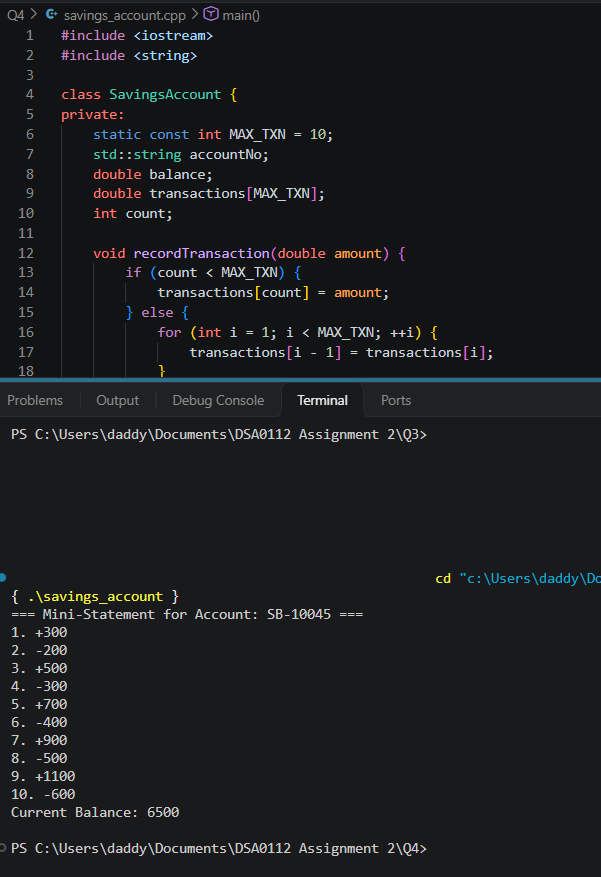 Q4 > savings_account.cpp > main()
1 #include <iostream>
2 #include <string>
3
4 class SavingsAccount {
5 private:
6     static const int MAX_TXN = 10;
7     std::string accountNo;
8     double balance;
9     double transactions[MAX_TXN];
10     int count;
11
12     void recordTransaction(double amount) {
13         if (count < MAX_TXN) {
14             transactions[count] = amount;
15         } else {
16             for (int i = 1; i < MAX_TXN; ++i) {
17                 transactions[i - 1] = transactions[i];
18             }
Problems Output Debug Console Terminal Ports
PS C:\Users\daddy\Documents\DSA0112 Assignment 2\Q3>
cd "c:\Users\daddy\Do
{ .\savings_account }
=== Mini-Statement for Account: SB-10045 ===
1. +300
2. -200
3. +500
4. -300
5. +700
6. -400
7. +900
8. -500
9. +1100
10. -600
Current Balance: 6500
PS C:\Users\daddy\Documents\DSA0112 Assignment 2\Q4>